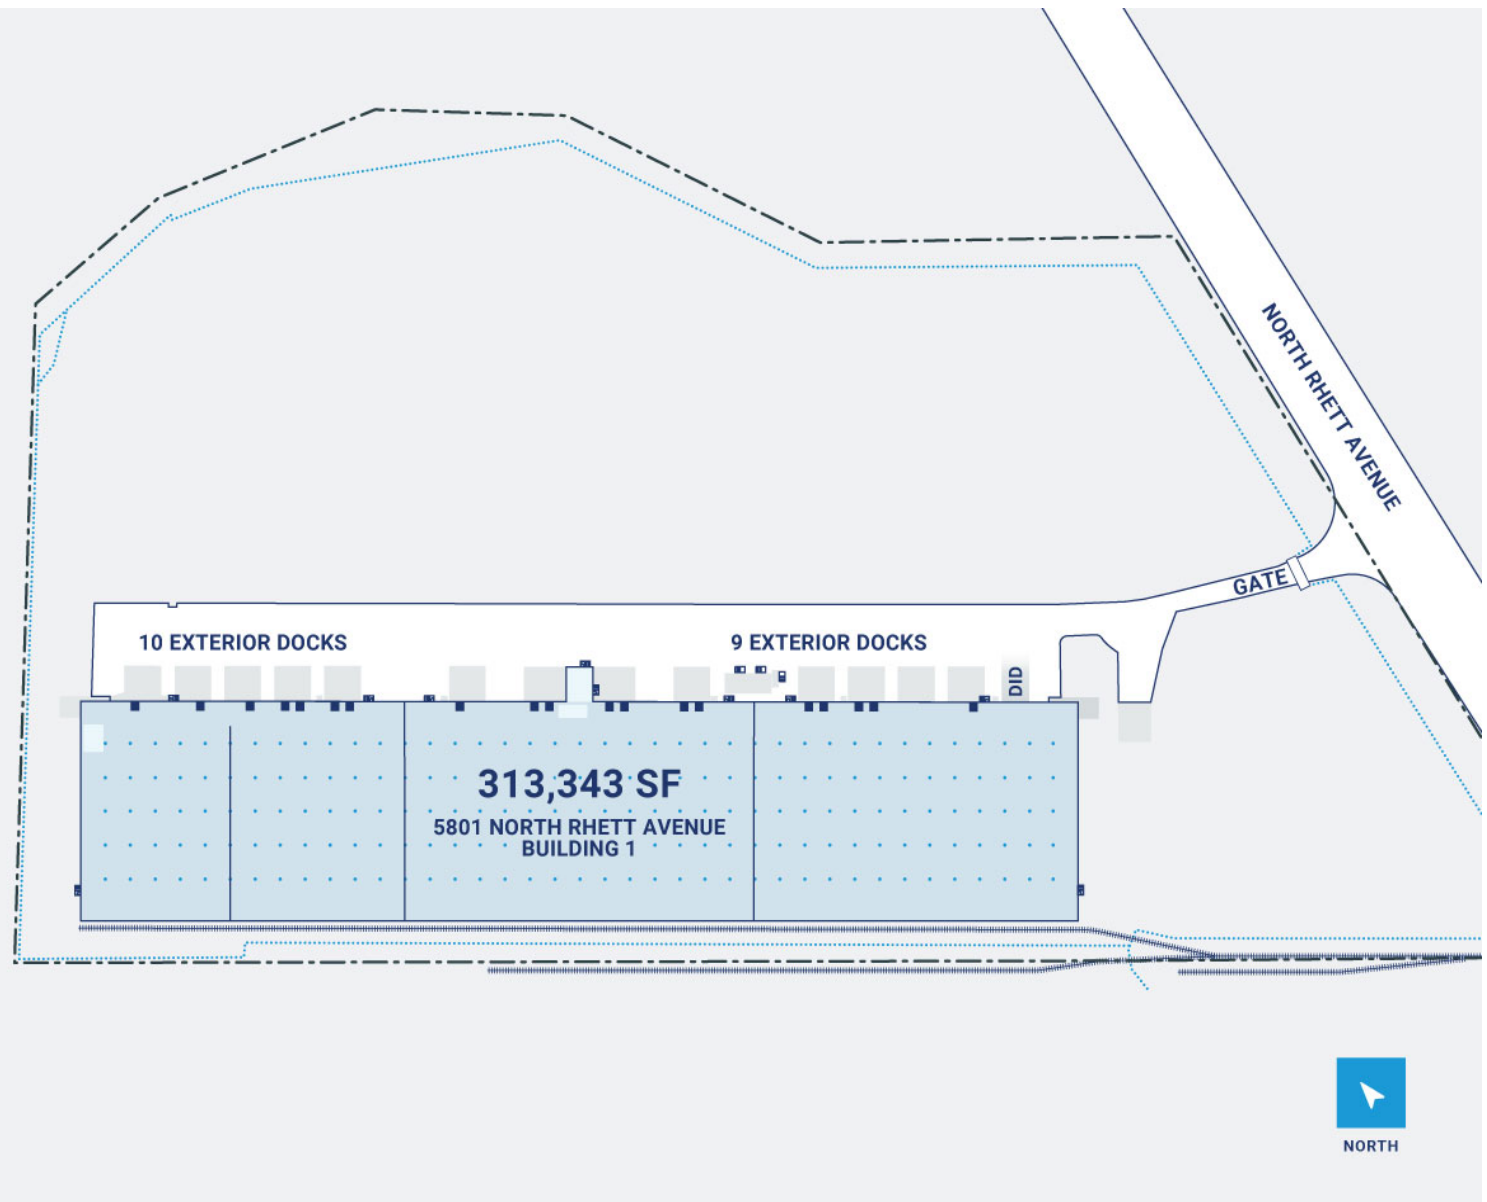 NORTH RHETT AVENUE
GATE
10 EXTERIOR DOCKS
9 EXTERIOR DOCKS
DID
313,343 SF
5801 NORTH RHETT AVENUE
BUILDING 1
NORTH